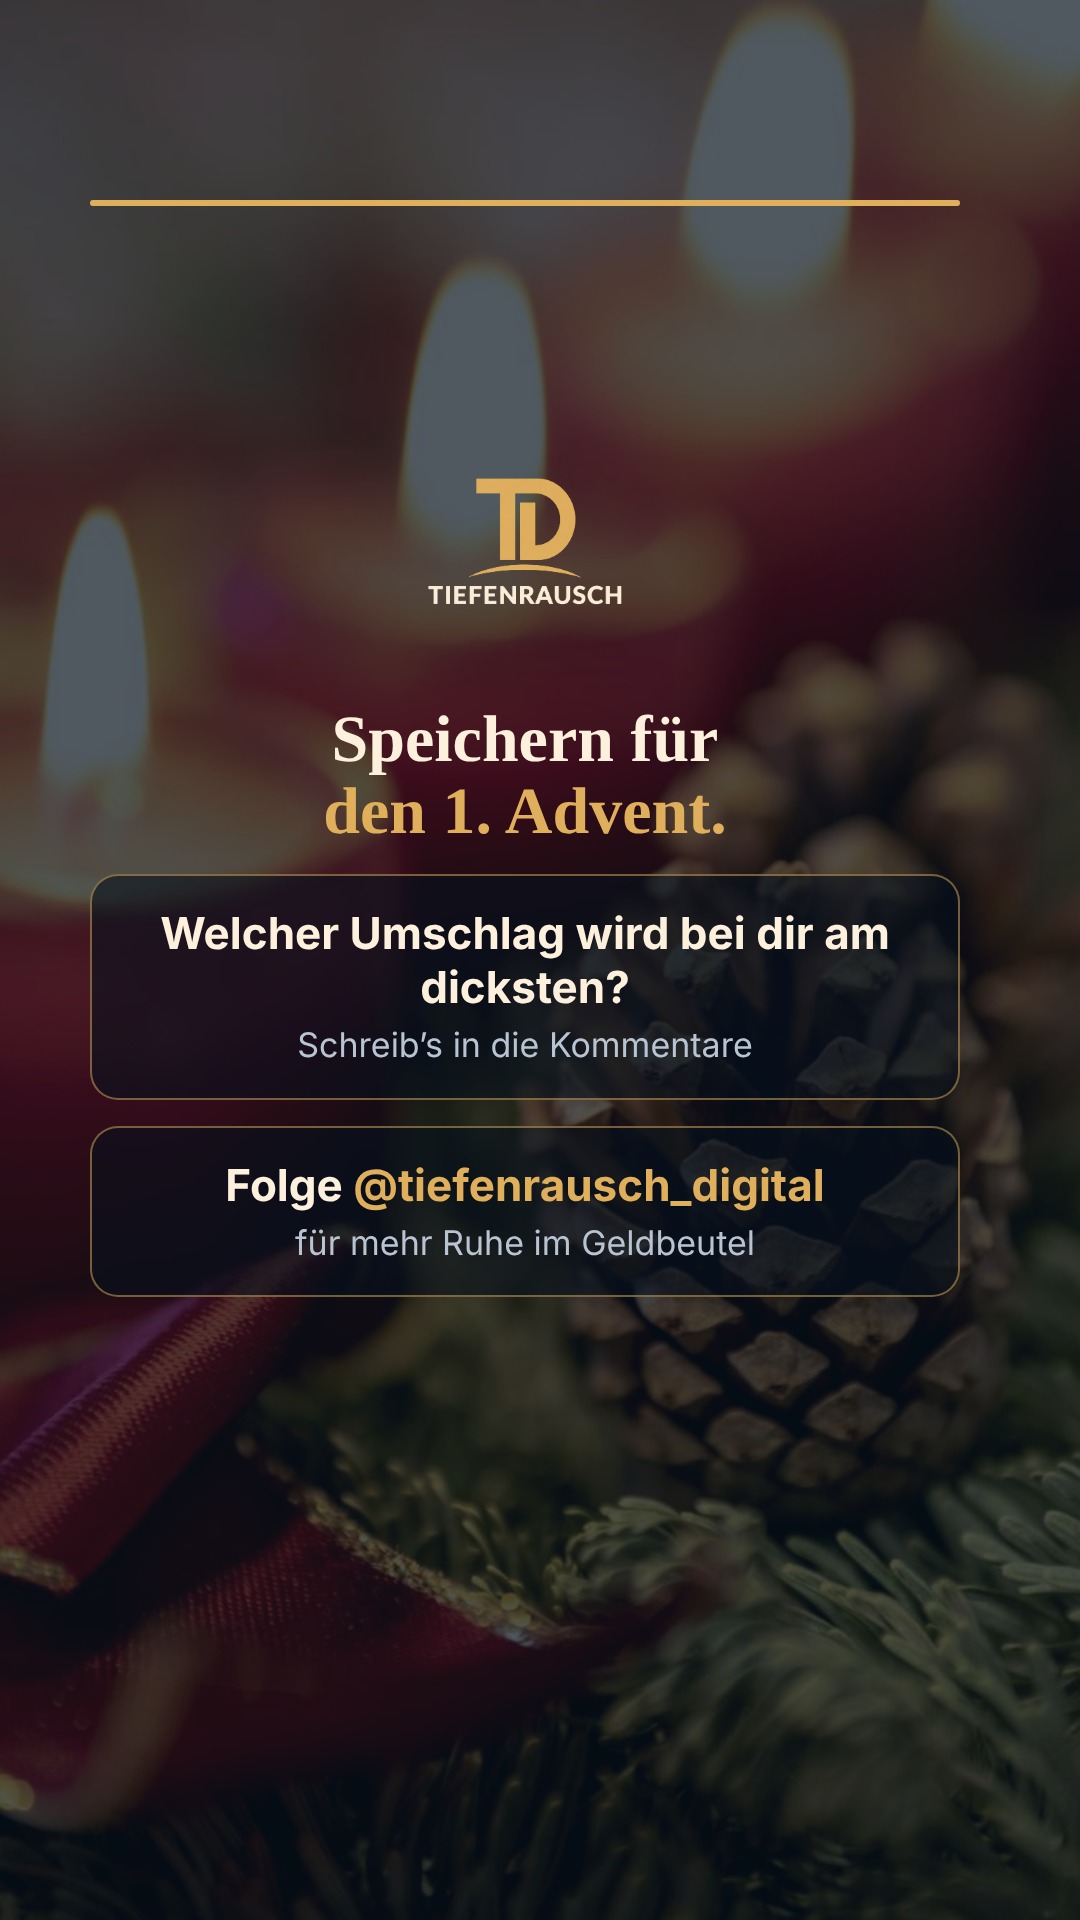 TIEFENRAUSCH
Speichern für
den 1. Advent.
Welcher Umschlag wird bei dir am
dicksten?
Schreib’s in die Kommentare
Folge @tiefenrausch_digital
für mehr Ruhe im Geldbeutel